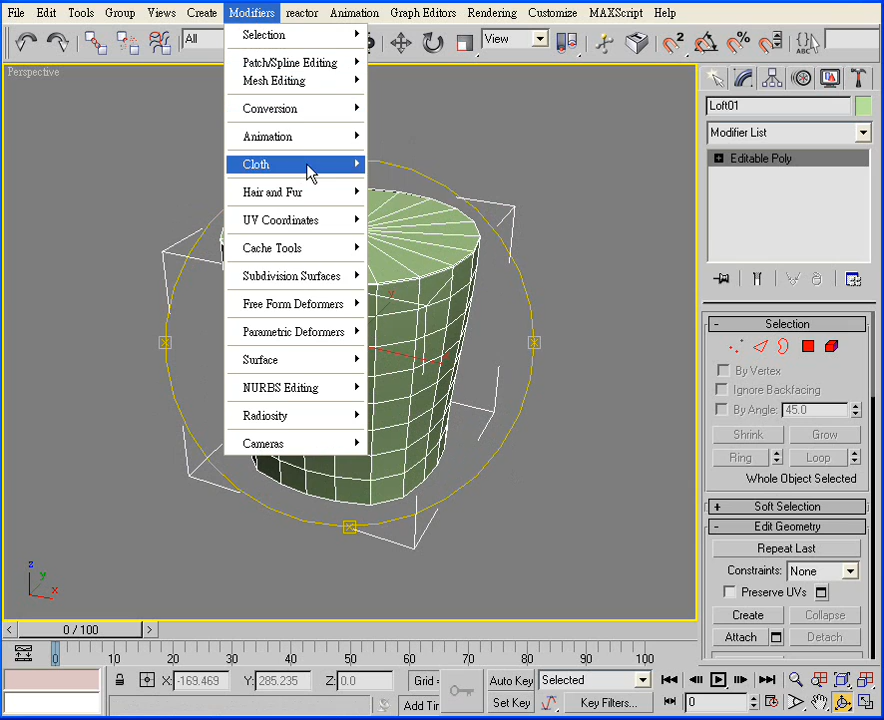 File Edit Tools Group Views Create Modifiers reactor Animation Graph Editors Rendering Customize MAXScript Help
All
View
Perspective
Selection
Patch/Spline Editing
Mesh Editing
Conversion
Animation
Cloth
Hair and Fur
UV Coordinates
Cache Tools
Subdivision Surfaces
Free Form Deformers
Parametric Deformers
Surface
NURBS Editing
Radiosity
Cameras
Loft01
Modifier List
Editable Poly
Selection
By Vertex
Ignore Backfacing
By Angle: 45.0
Shrink Grow
Ring Loop
Whole Object Selected
Soft Selection
Edit Geometry
Repeat Last
Constraints: None
Preserve UVs
Create Collapse
Attach Detach
z
y
x
0 / 100
0 10 20 30 40 50 60 70 80 90 100
X: -169.469 Y: 285.235 Z: 0.0 Grid = Auto Key Selected
Add Tir Set Key Key Filters... 0